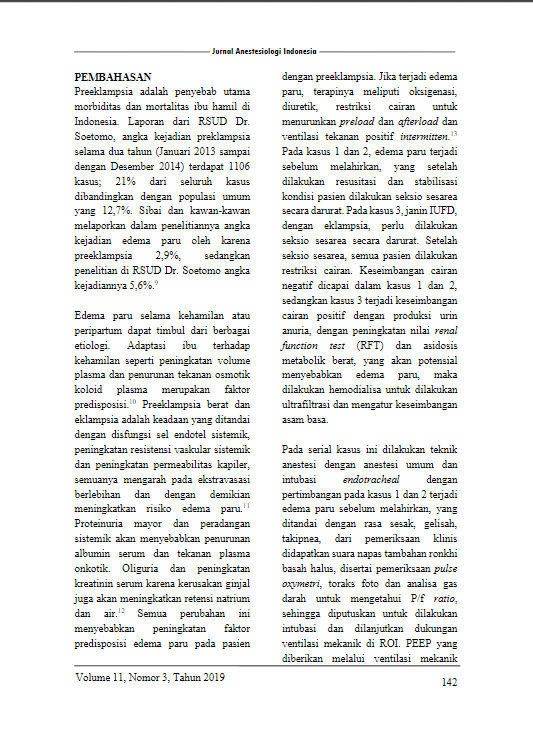 Jurnal Anestesiologi Indonesia
PEMBAHASAN
Preeklampsia adalah penyebab utama
morbiditas dan mortalitas ibu hamil di
Indonesia. Laporan dari RSUD Dr.
Soetomo, angka kejadian preklampsia
selama dua tahun (Januari 2013 sampai
dengan Desember 2014) terdapat 1106
kasus; 21% dari seluruh kasus
dibandingkan dengan populasi umum
yang 12,7%. Sibai dan kawan-kawan
melaporkan dalam penelitiannya angka
kejadian edema paru oleh karena
preeklampsia 2,9%, sedangkan
penelitian di RSUD Dr. Soetomo angka
kejadiannya 5,6%.9
Edema paru selama kehamilan atau
peripartum dapat timbul dari berbagai
etiologi. Adaptasi ibu terhadap
kehamilan seperti peningkatan volume
plasma dan penurunan tekanan osmotik
koloid plasma merupakan faktor
predisposisi.10 Preeklampsia berat dan
eklampsia adalah keadaan yang ditandai
dengan disfungsi sel endotel sistemik,
peningkatan resistensi vaskular sistemik
dan peningkatan permeabilitas kapiler,
semuanya mengarah pada ekstravasasi
berlebihan dan dengan demikian
meningkatkan risiko edema paru.11
Proteinuria mayor dan peradangan
sistemik akan menyebabkan penurunan
albumin serum dan tekanan plasma
onkotik. Oliguria dan peningkatan
kreatinin serum karena kerusakan ginjal
juga akan meningkatkan retensi natrium
dan air.12 Semua perubahan ini
menyebabkan peningkatan faktor
predisposisi edema paru pada pasien
dengan preeklampsia. Jika terjadi edema
paru, terapinya meliputi oksigenasi,
diuretik, restriksi cairan untuk
menurunkan preload dan afterload dan
ventilasi tekanan positif intermitten.13
Pada kasus 1 dan 2, edema paru terjadi
sebelum melahirkan, yang setelah
dilakukan resusitasi dan stabilisasi
kondisi pasien dilakukan seksio sesarea
secara darurat. Pada kasus 3, janin IUFD,
dengan eklampsia, perlu dilakukan
seksio sesarea secara darurat. Setelah
seksio sesarea, semua pasien dilakukan
restriksi cairan. Keseimbangan cairan
negatif dicapai dalam kasus 1 dan 2,
sedangkan kasus 3 terjadi keseimbangan
cairan positif dengan produksi urin
anuria, dengan peningkatan nilai renal
function test (RFT) dan asidosis
metabolik berat, yang akan potensial
menyebabkan edema paru, maka
dilakukan hemodialisa untuk dilakukan
ultrafiltrasi dan mengatur keseimbangan
asam basa.
Pada serial kasus ini dilakukan teknik
anestesi dengan anestesi umum dan
intubasi endotracheal dengan
pertimbangan pada kasus 1 dan 2 terjadi
edema paru sebelum melahirkan, yang
ditandai dengan rasa sesak, gelisah,
takipnea, dari pemeriksaan klinis
didapatkan suara napas tambahan ronkhi
basah halus, disertai pemeriksaan pulse
oxymetri, toraks foto dan analisa gas
darah untuk mengetahui P/f ratio,
sehingga diputuskan untuk dilakukan
intubasi dan dilanjutkan dukungan
ventilasi mekanik di ROI. PEEP yang
diberikan melalui ventilasi mekanik
Volume 11, Nomor 3, Tahun 2019
142